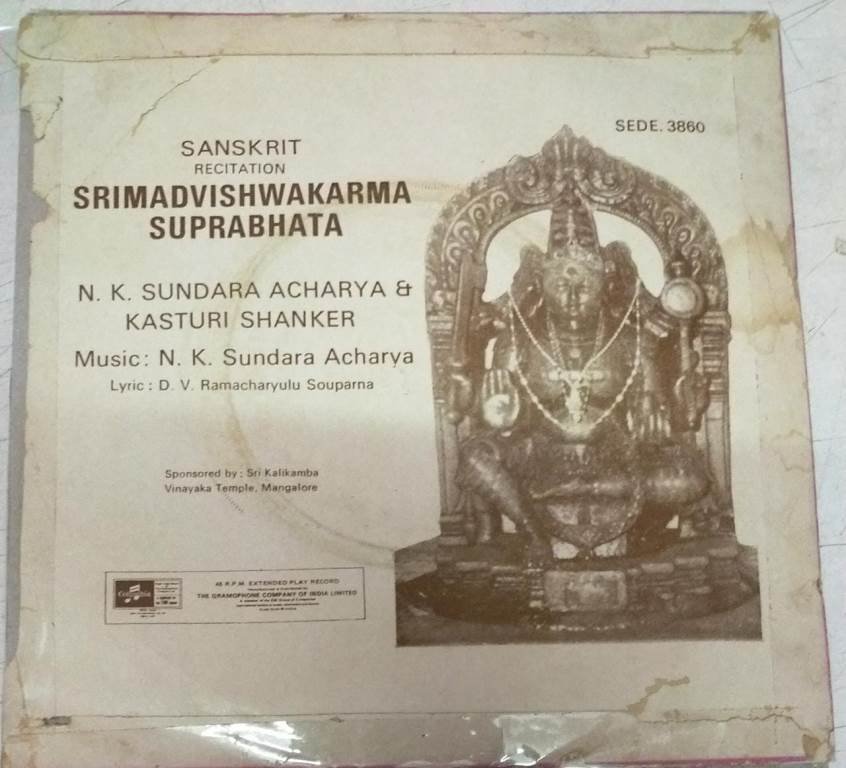 SEDE. 3860
SANSKRIT
RECITATION
SRIMADVISHWAKARMA
SUPRABHATA
N. K. SUNDARA ACHARYA &
KASTURI SHANKER
Music: N. K. Sundara Acharya
Lyric : D. V. Ramacharyulu Souparna
Sponsored by : Sri Kalikamba
Vinayaka Temple, Mangalore
Columbia
45 R.P.M. EXTENDED PLAY RECORD
THE GRAMOPHONE COMPANY OF INDIA LIMITED